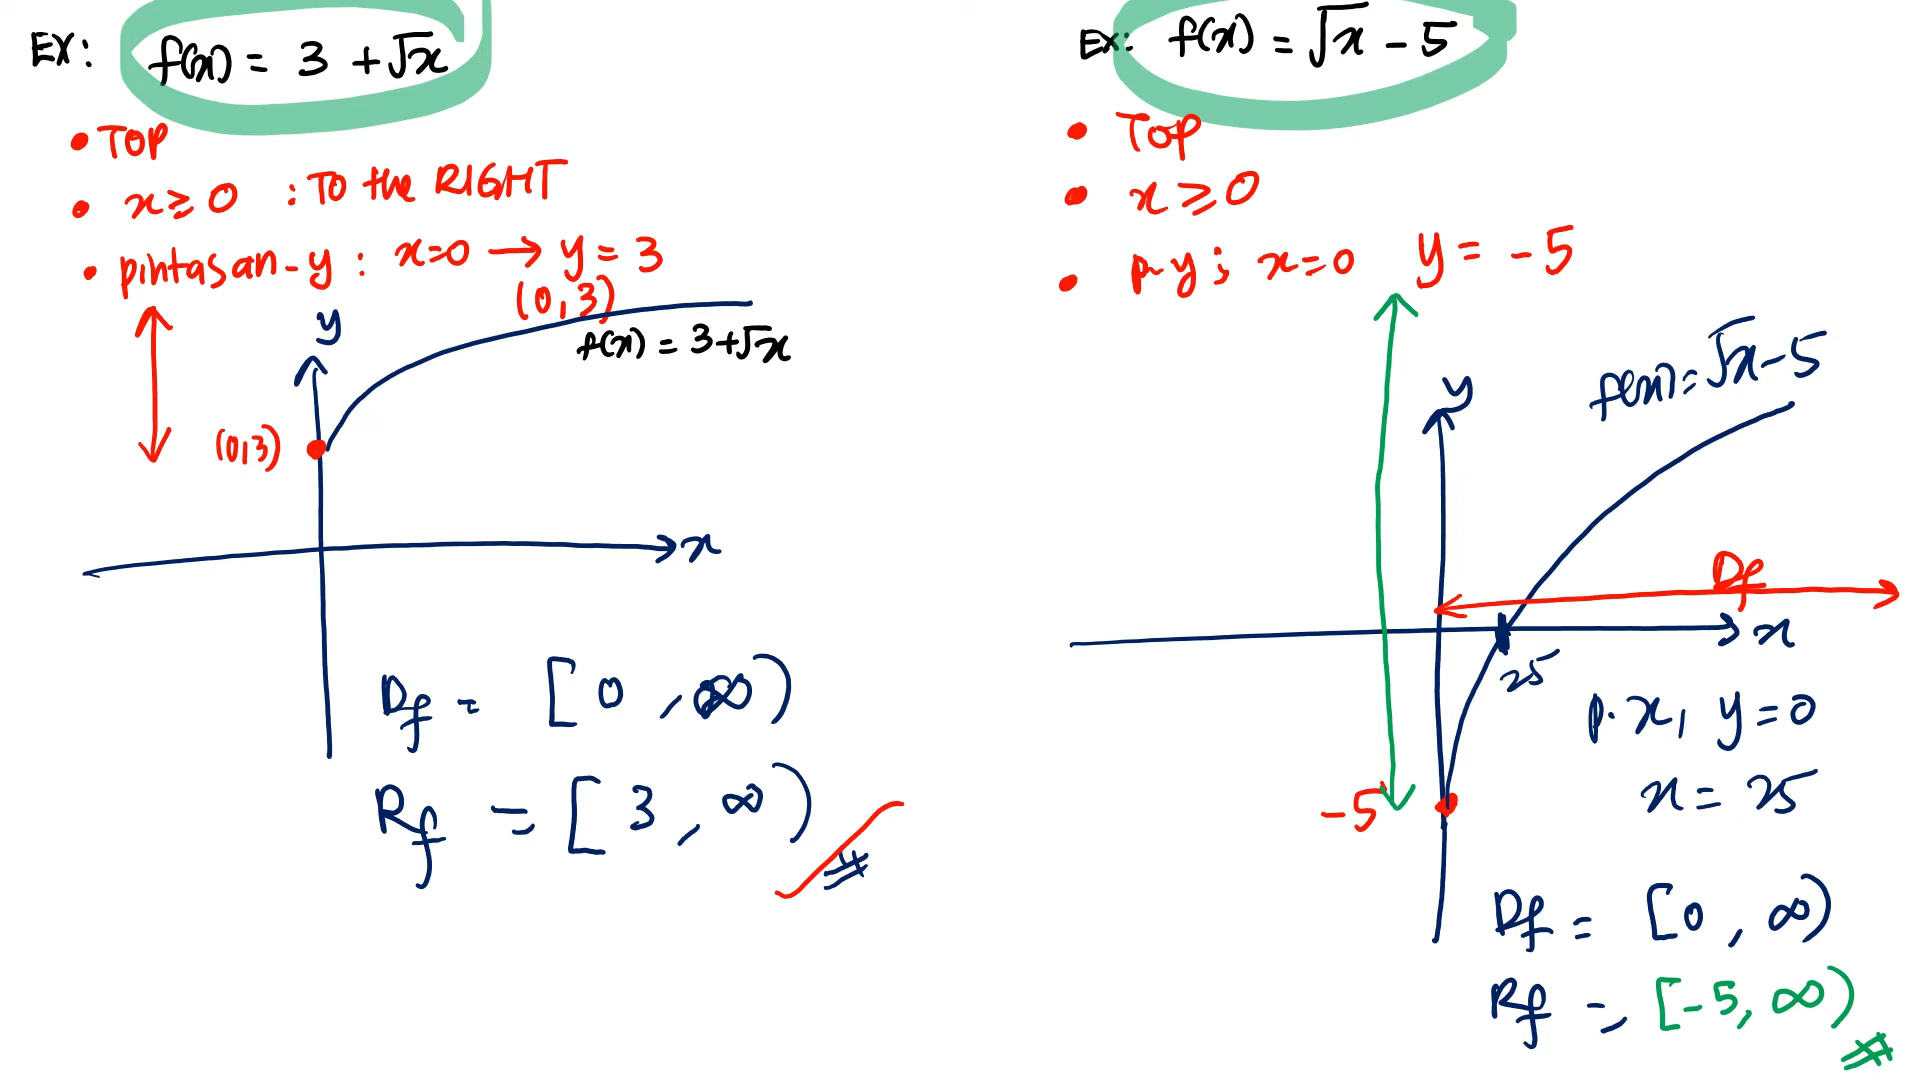 EX: f(x) = 3 + √x
• TOP
• x ≥ 0 : TO the RIGHT
• pintasan-y : x=0 → y = 3
(0,3)
y
f(x) = 3+√x
(0,3)
x
Df = [0, ∞)
Rf = [3, ∞)
Ex: f(x) = √x - 5
• TOP
• x ≥ 0
• p-y ; x=0 y = -5
f(x) = √x-5
y
Df
x
25
p.x, y=0
x = 25
-5
Df = [0, ∞)
Rf = [-5, ∞)